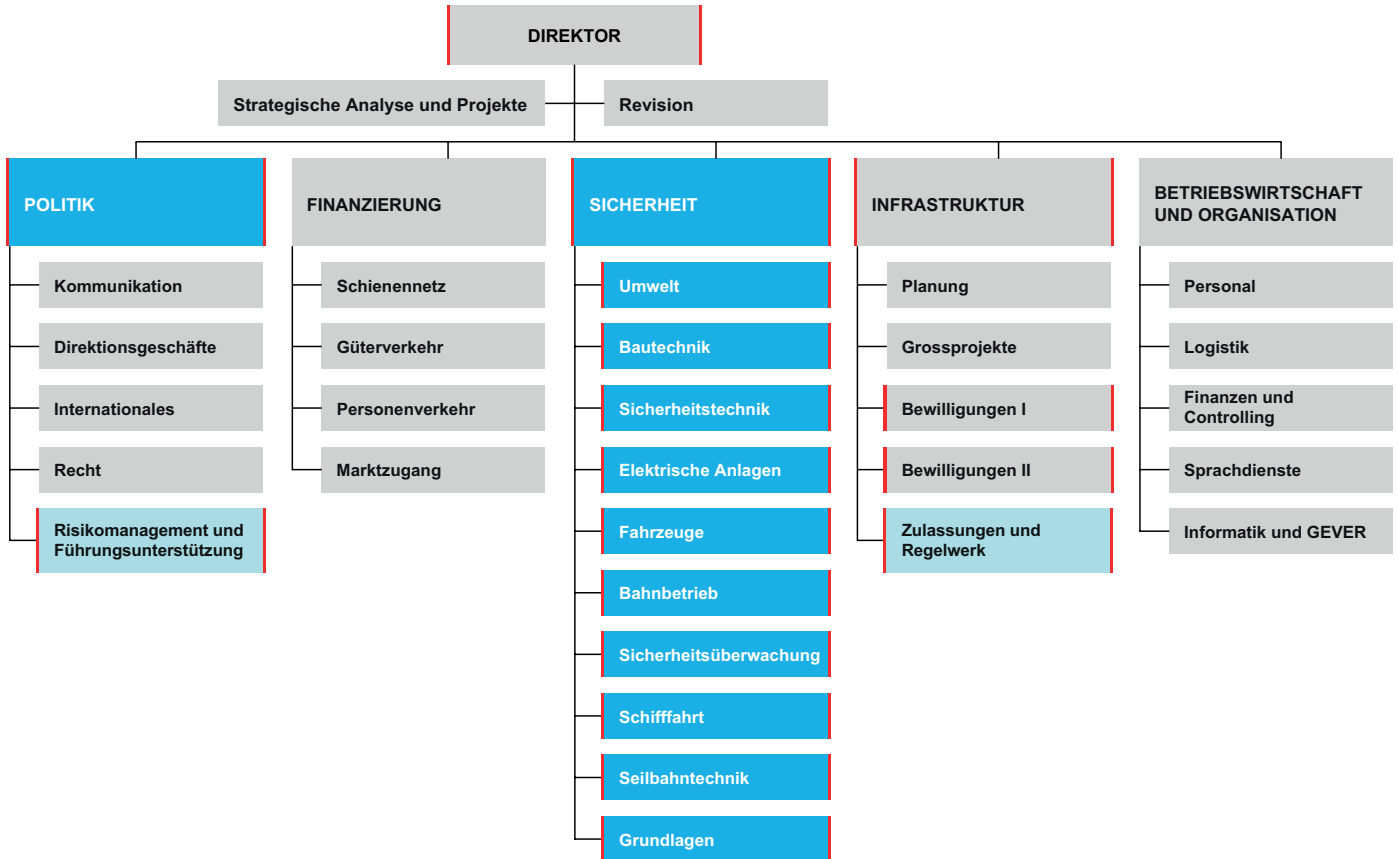 DIREKTOR
Strategische Analyse und Projekte
Revision
POLITIK
FINANZIERUNG
SICHERHEIT
INFRASTRUKTUR
BETRIEBSWIRTSCHAFT
UND ORGANISATION
Kommunikation
Direktionsgeschäfte
Internationales
Recht
Risikomanagement und
Führungsunterstützung
Schienennetz
Güterverkehr
Personenverkehr
Marktzugang
Umwelt
Bautechnik
Sicherheitstechnik
Elektrische Anlagen
Fahrzeuge
Bahnbetrieb
Sicherheitsüberwachung
Schifffahrt
Seilbahntechnik
Grundlagen
Planung
Grossprojekte
Bewilligungen I
Bewilligungen II
Zulassungen und
Regelwerk
Personal
Logistik
Finanzen und
Controlling
Sprachdienste
Informatik und GEVER